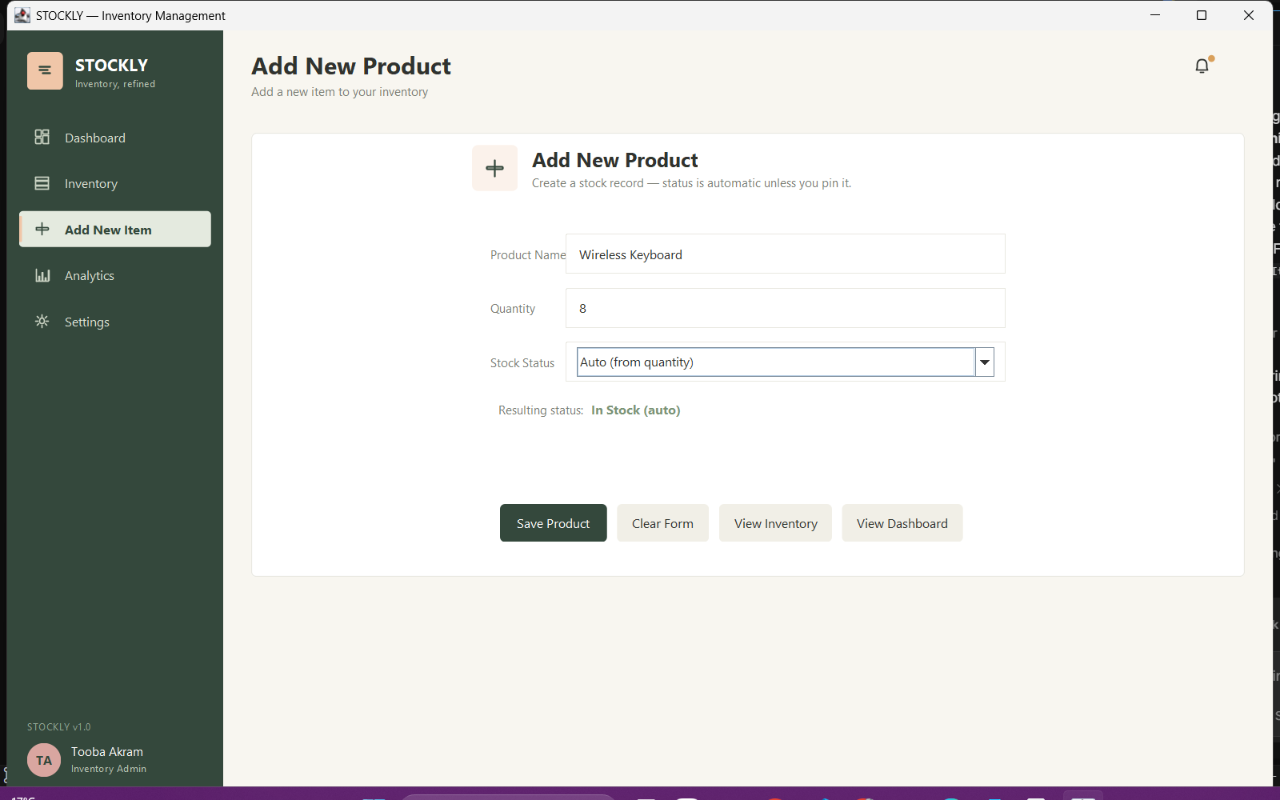 STOCKLY — Inventory Management
STOCKLY
Inventory, refined
Dashboard
Inventory
Add New Item
Analytics
Settings
STOCKLY v1.0
TA
Tooba Akram
Inventory Admin
Add New Product
Add a new item to your inventory
Add New Product
Create a stock record — status is automatic unless you pin it.
Product Name
Wireless Keyboard
Quantity
8
Stock Status
Auto (from quantity)
Resulting status: In Stock (auto)
Save Product
Clear Form
View Inventory
View Dashboard